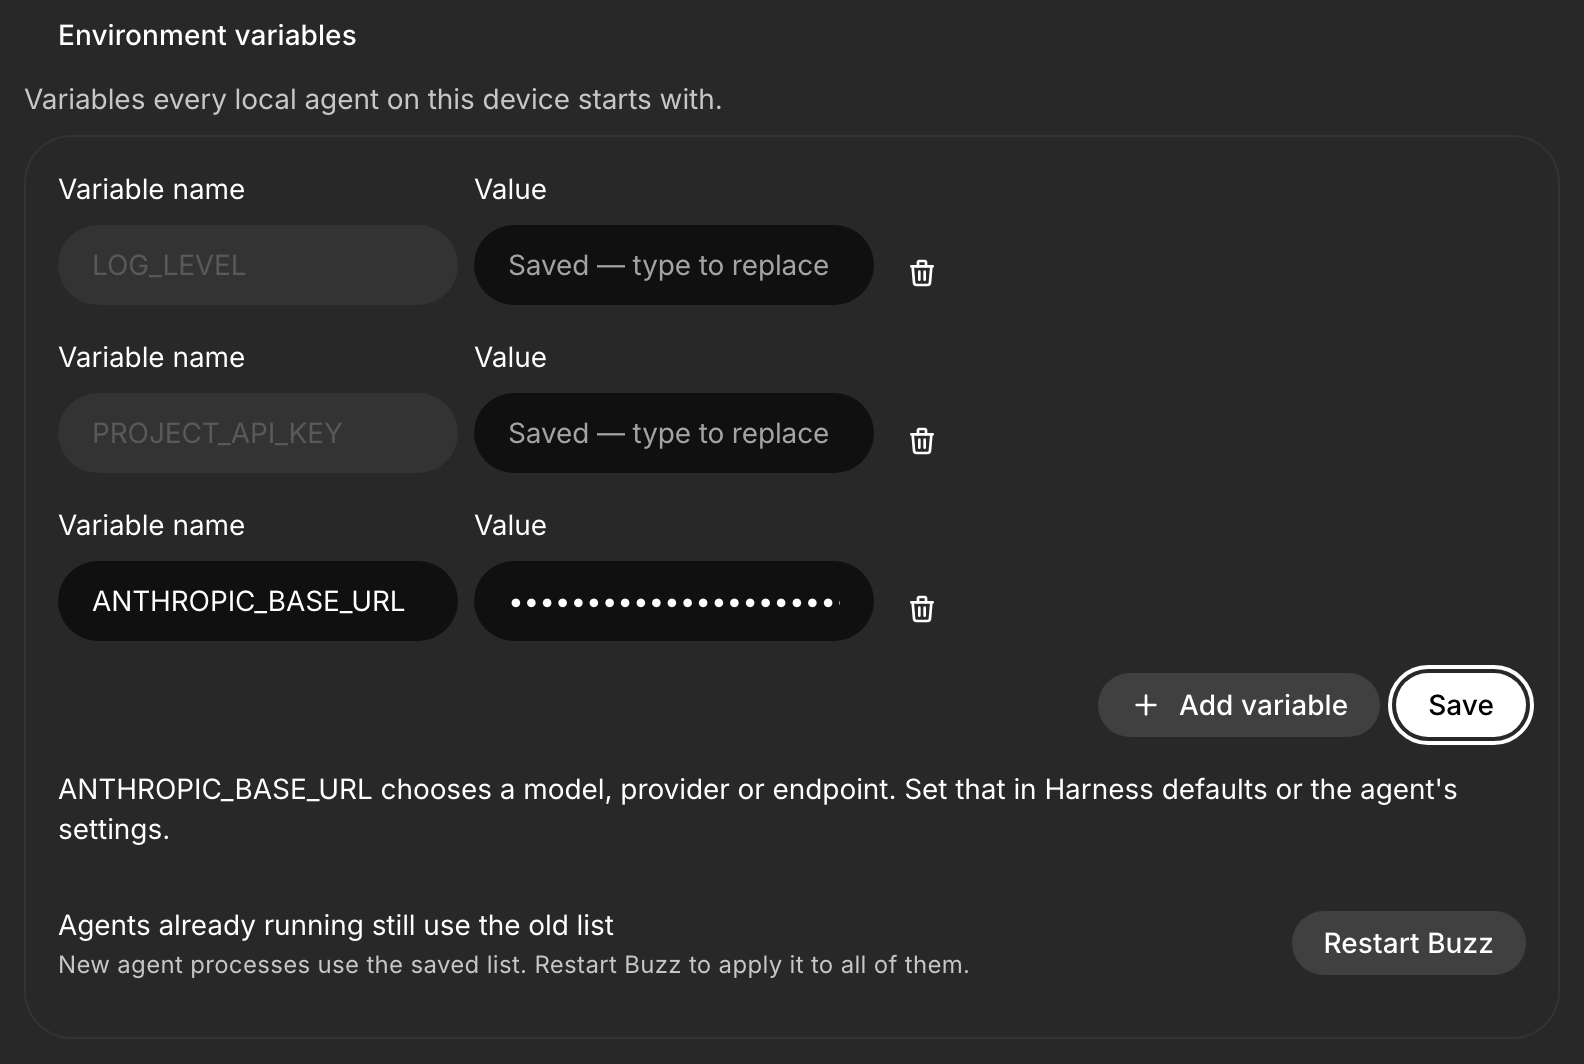 Environment variables
Variables every local agent on this device starts with.
Variable name Value
LOG_LEVEL Saved — type to replace
Variable name Value
PROJECT_API_KEY Saved — type to replace
Variable name Value
ANTHROPIC_BASE_URL ••••••••••••••••••••••
+ Add variable Save
ANTHROPIC_BASE_URL chooses a model, provider or endpoint. Set that in Harness defaults or the agent's
settings.
Agents already running still use the old list
New agent processes use the saved list. Restart Buzz to apply it to all of them.
Restart Buzz